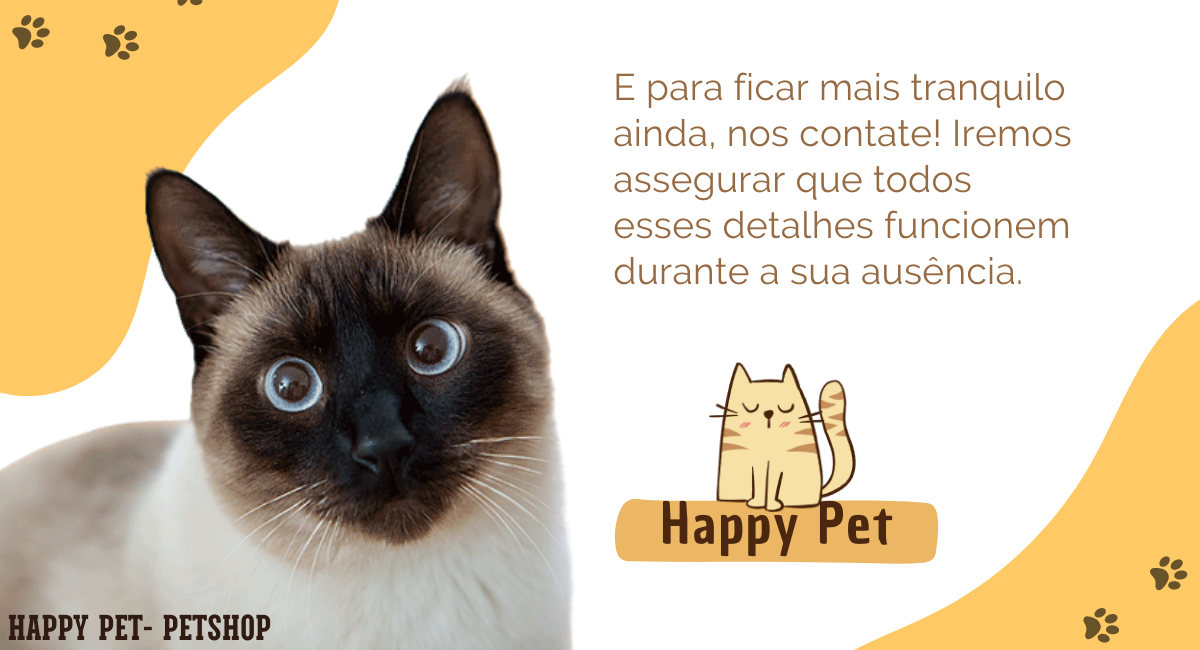 E para ficar mais tranquilo
ainda, nos contate! Iremos
assegurar que todos
esses detalhes funcionem
durante a sua ausência.
Happy Pet
HAPPY PET- PETSHOP